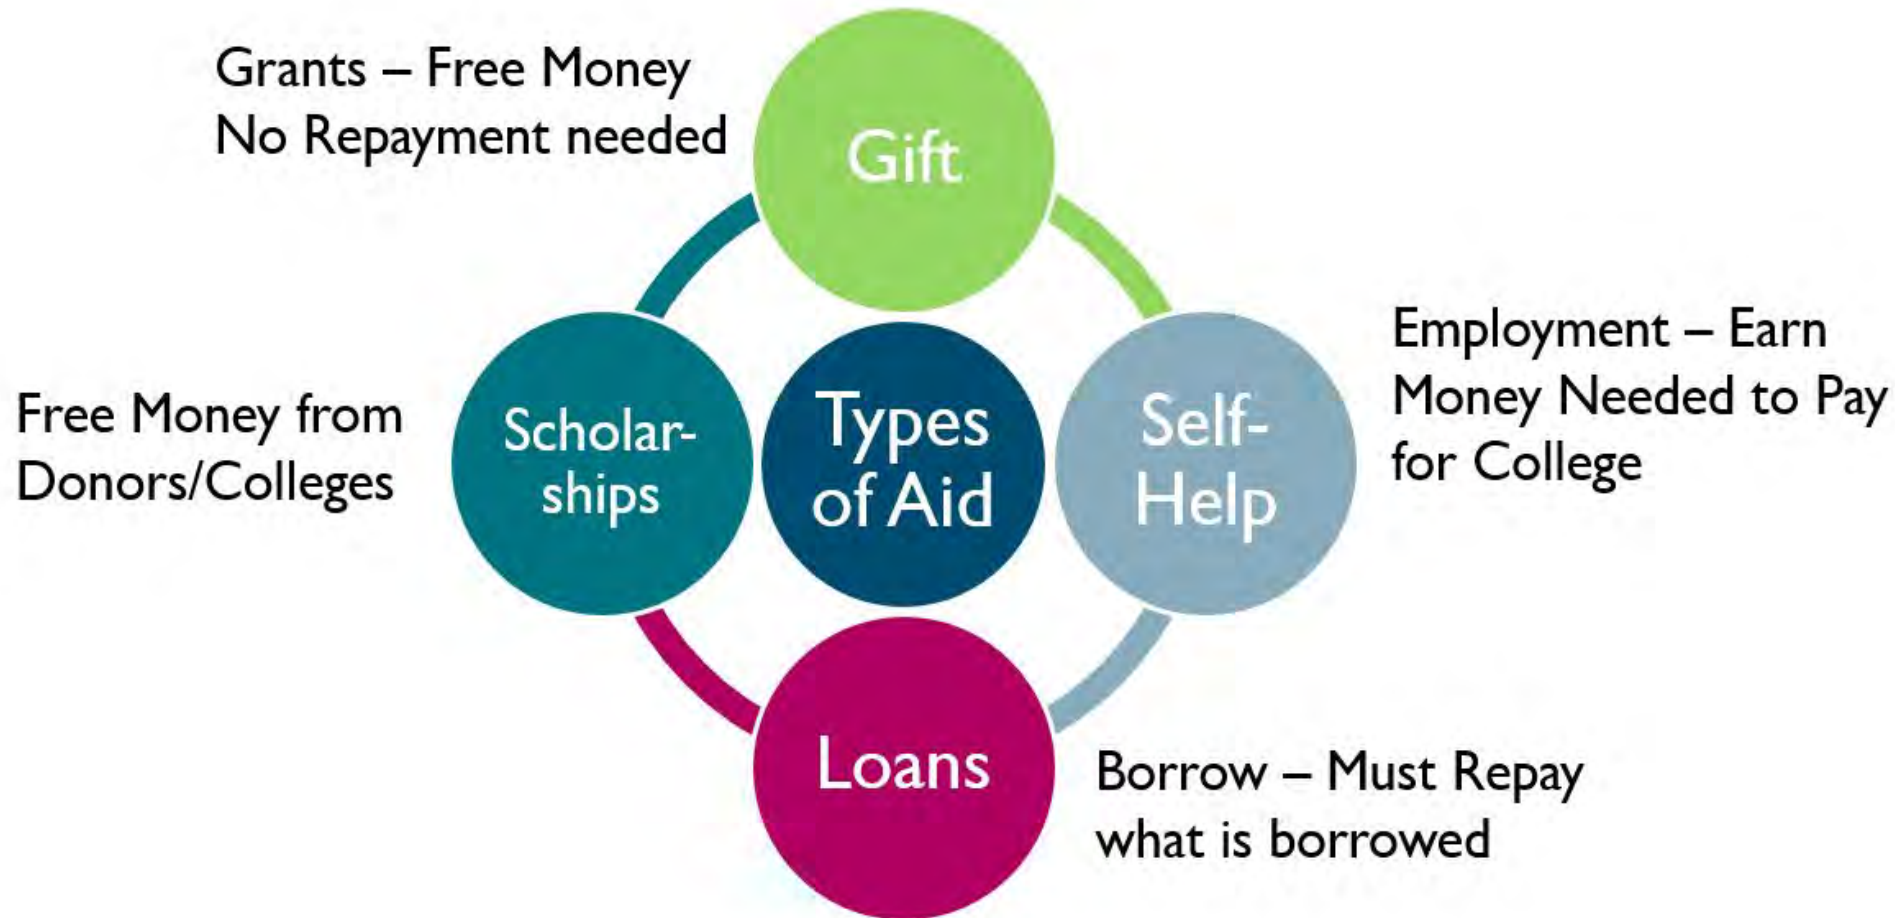 Grants – Free Money
No Repayment needed
Gift
Free Money from
Donors/Colleges
Scholar-
ships
Types
of Aid
Self-
Help
Employment – Earn
Money Needed to Pay
for College
Loans
Borrow – Must Repay
what is borrowed